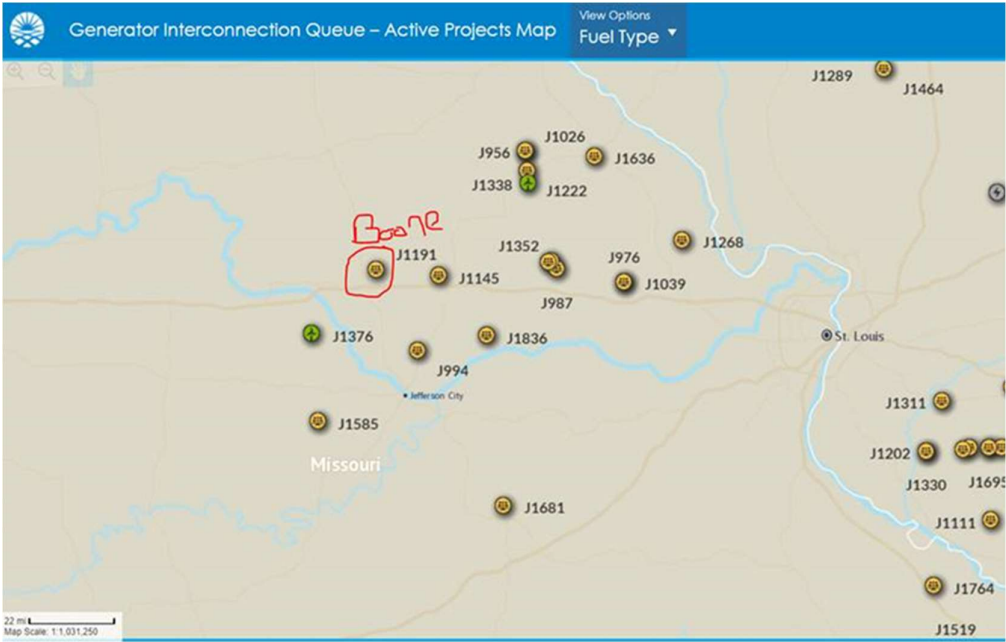 Generator Interconnection Queue – Active Projects Map
View Options
Fuel Type
J1289
J1464
J1026
J956
J1636
J1338
J1222
Boone
J1191
J1352
J1268
J976
J1145
J1039
J987
J1376
J1836
St. Louis
J994
Jefferson City
J1311
J1585
J1202
Missouri
J1330
J1695
J1681
J1111
J1764
J1519
22 mi
Map Scale: 1:1,031,250